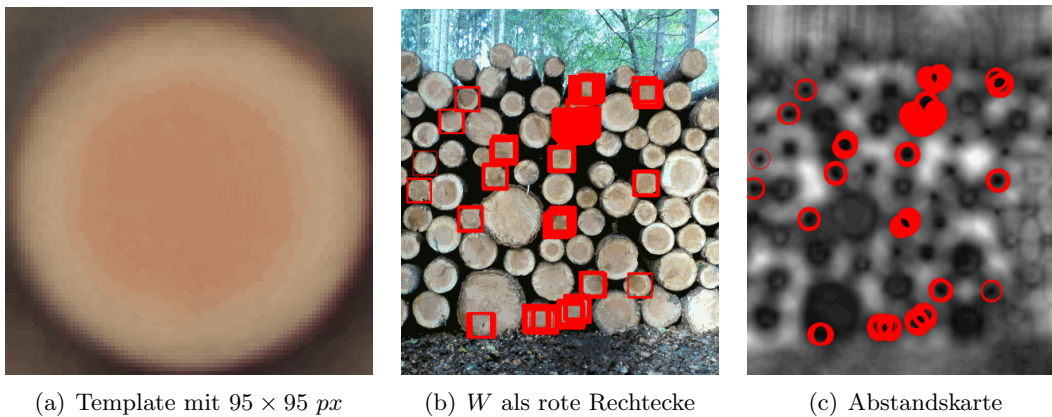 (a) Template mit 95 × 95 px
(b) W als rote Rechtecke
(c) Abstandskarte